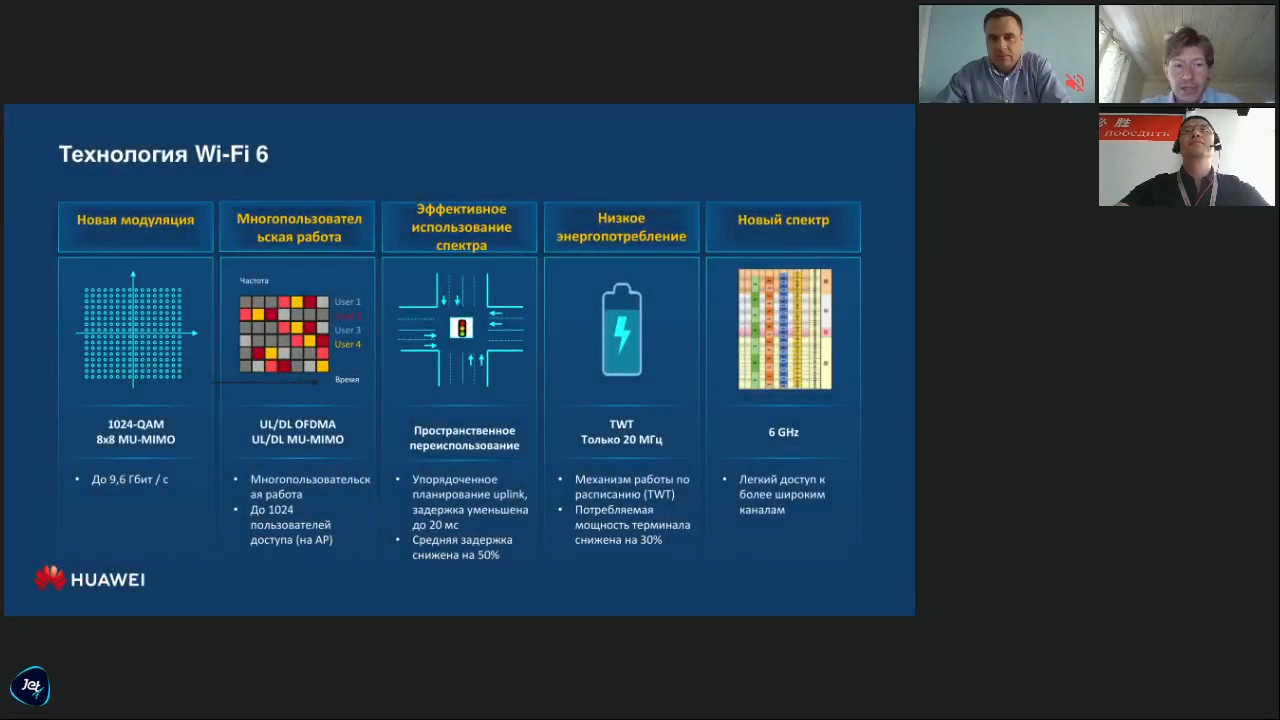 必胜
победить
Технология Wi-Fi 6
Новая модуляция
Многопользовател
ьская работа
Эффективное
использование
спектра
Низкое
энергопотребление
Новый спектр
Частота
User 1
User 3
User 4
Время
1024-QAM
8x8 MU-MIMO
UL/DL OFDMA
UL/DL MU-MIMO
Пространственное
переиспользование
TWT
Только 20 МГц
6 GHz
• До 9,6 Гбит / с
• Многопользовательск
ая работа
• До 1024
пользователей
доступа (на AP)
• Упорядоченное
планирование uplink,
задержка уменьшена
до 20 мс
• Средняя задержка
снижена на 50%
• Механизм работы по
расписанию (TWT)
• Потребляемая
мощность терминала
снижена на 30%
• Легкий доступ к
более широким
каналам
HUAWEI
Jet